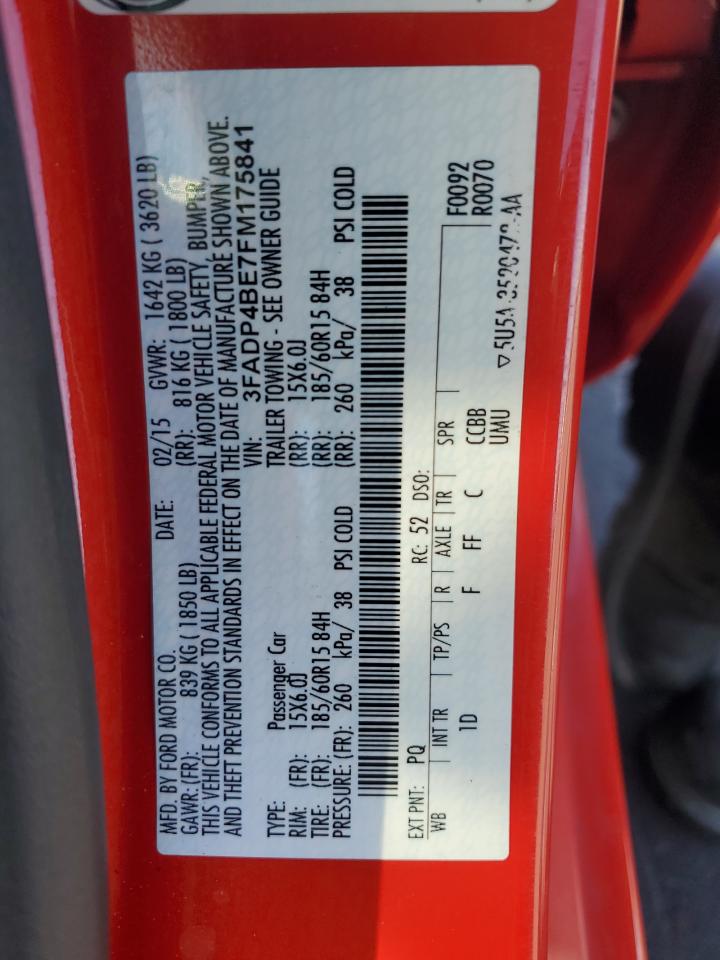 MFD. BY FORD MOTOR CO. DATE: 02/15 GVWR: 1642 KG ( 3620 LB)
GAWR: (FR): 839 KG ( 1850 LB) (RR): 816 KG ( 1800 LB)
THIS VEHICLE CONFORMS TO ALL APPLICABLE FEDERAL MOTOR VEHICLE SAFETY, BUMPER,
AND THEFT PREVENTION STANDARDS IN EFFECT ON THE DATE OF MANUFACTURE SHOWN ABOVE.
VIN: 3FADP4BE7FM175841
TYPE: Passenger Car TRAILER TOWING - SEE OWNER GUIDE
RIM: (FR): 15X6.0J (RR): 15X6.0J
TIRE: (FR): 185/60R15 84H (RR): 185/60R15 84H
PRESSURE: (FR): 260 kPa/ 38 PSI COLD (RR): 260 kPa/ 38 PSI COLD
EXT PNT: PQ RC: 52 DSO: F0092
WB INT TR TP/PS R AXLE TR SPR R0070
1D F FF C CCBB
UMU